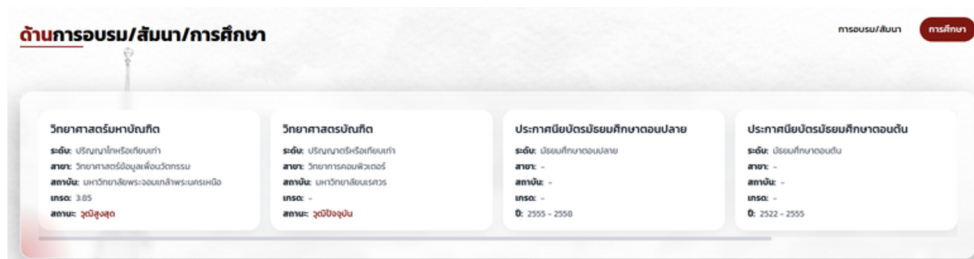 ด้านการอบรม/สัมนา/การศึกษา
การอบรม/สัมนา
การศึกษา
วิทยาศาสตร์มหาบัณฑิต
ระดับ: ปริญญาโทหรือเทียบเท่า
สาขา: วิทยาศาสตร์ข้อมูลเพื่อนวัตกรรม
สถาบัน: มหาวิทยาลัยพระจอมเกล้าพระนครเหนือ
เกรด: 3.85
สถานะ: วุฒิสูงสุด
วิทยาศาสตรบัณฑิต
ระดับ: ปริญญาตรีหรือเทียบเท่า
สาขา: วิทยาการคอมพิวเตอร์
สถาบัน: มหาวิทยาลัยนเรศวร
เกรด: -
สถานะ: วุฒิปัจจุบัน
ประกาศนียบัตรมัธยมศึกษาตอนปลาย
ระดับ: มัธยมศึกษาตอนปลาย
สาขา: -
สถาบัน: -
เกรด: -
ปี: 2555 - 2558
ประกาศนียบัตรมัธยมศึกษาตอนต้น
ระดับ: มัธยมศึกษาตอนต้น
สาขา: -
สถาบัน: -
เกรด: -
ปี: 2522 - 2555